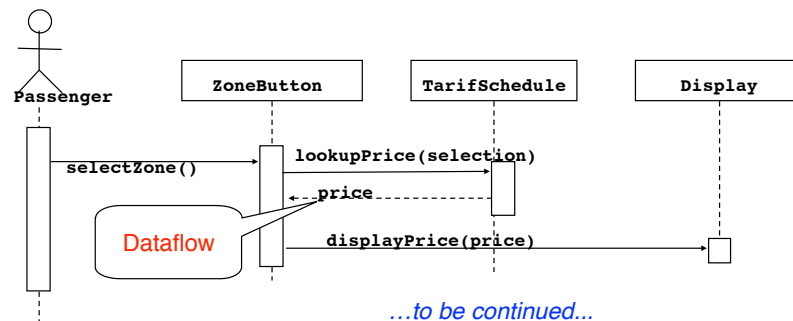 ZoneButton
TarifSchedule
Display
Passenger
selectZone()
lookupPrice(selection)
price
Dataflow
displayPrice(price)
...to be continued...